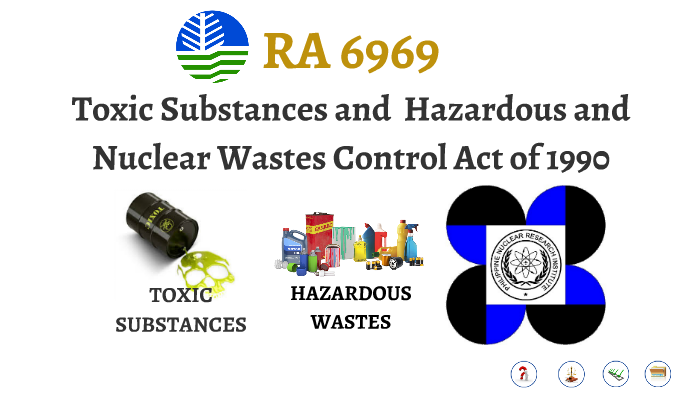 RA 6969
Toxic Substances and Hazardous and
Nuclear Wastes Control Act of 1990
TOXIC
TOXIC
SUBSTANCES
HAZARDOUS
WASTES
PHILIPPINE NUCLEAR RESEARCH INSTITUTE